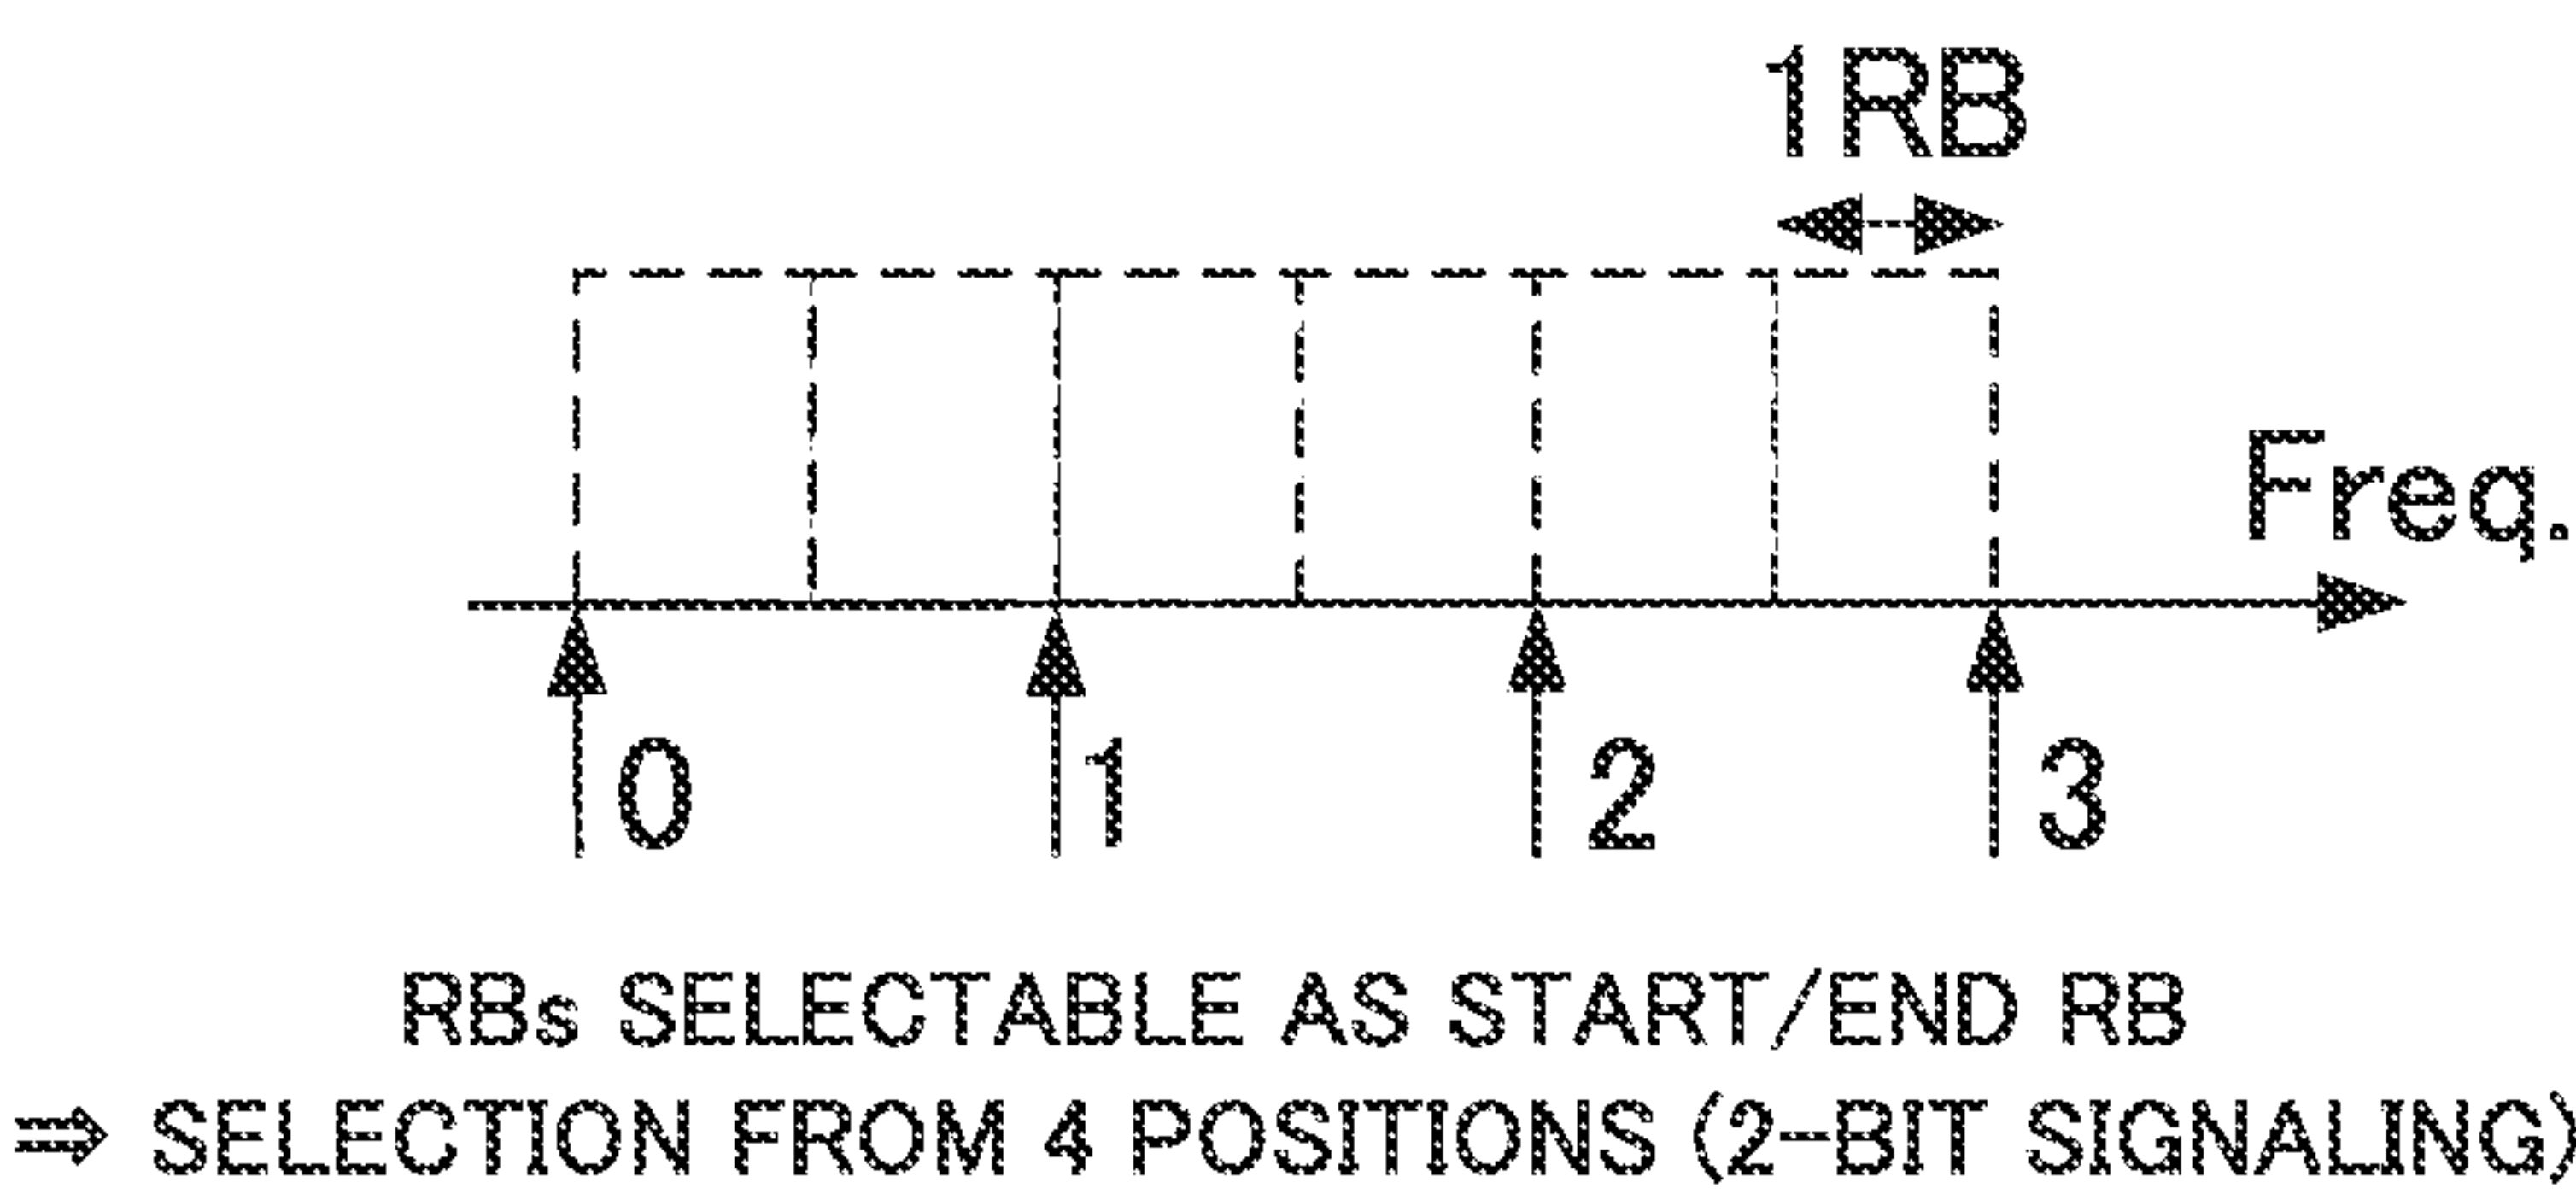 1RB
Freq.
0 1 2 3
RBs SELECTABLE AS START/END RB
⇒ SELECTION FROM 4 POSITIONS (2-BIT SIGNALING)